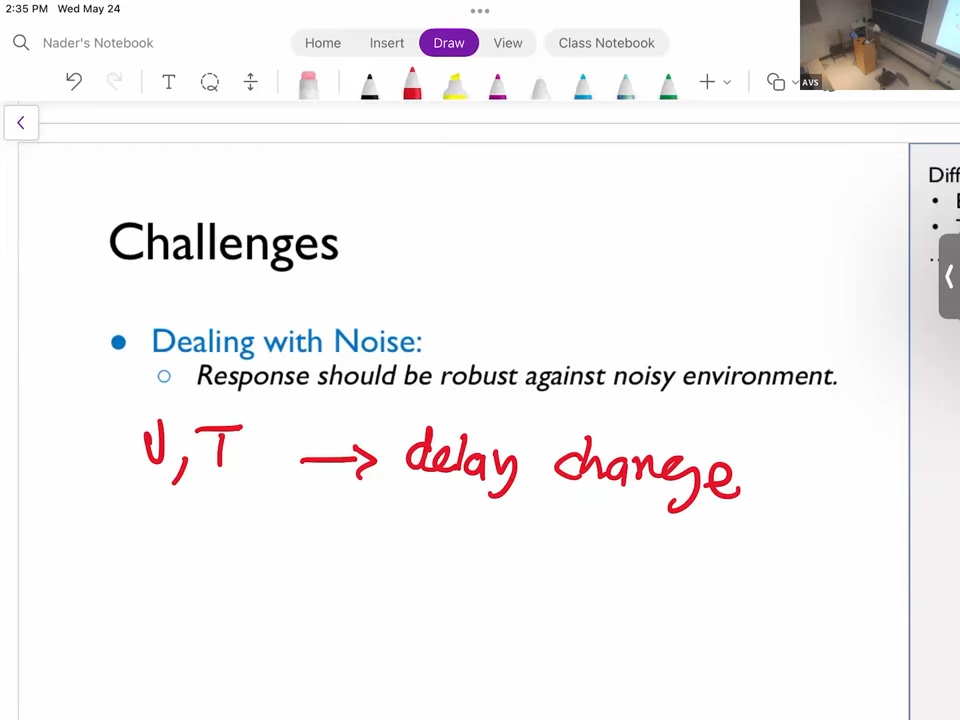 2:35 PM Wed May 24
Nader's Notebook
Home Insert Draw View Class Notebook
T
AVS
Challenges
Dealing with Noise:
Response should be robust against noisy environment.
V, T → delay change
Diff